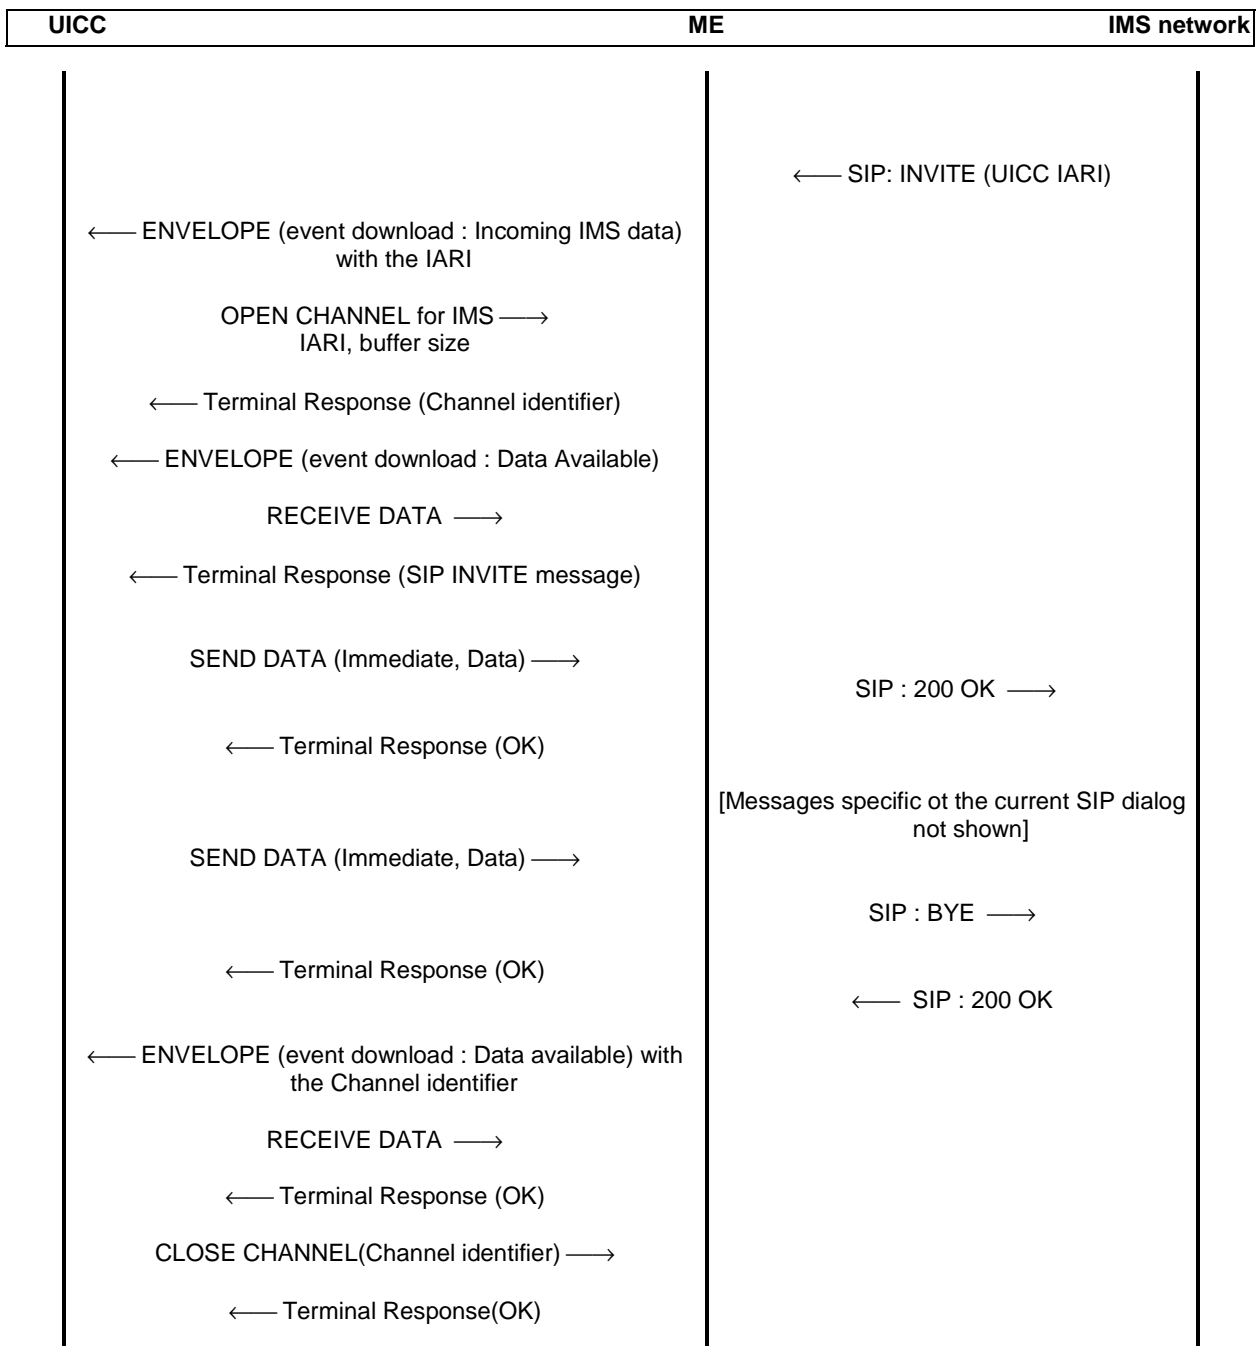 UICC ME IMS network
← SIP: INVITE (UICC IARI)
← ENVELOPE (event download : Incoming IMS data)
with the IARI
OPEN CHANNEL for IMS →
IARI, buffer size
← Terminal Response (Channel identifier)
← ENVELOPE (event download : Data Available)
RECEIVE DATA →
← Terminal Response (SIP INVITE message)
SEND DATA (Immediate, Data) →
SIP : 200 OK →
← Terminal Response (OK)
[Messages specific ot the current SIP dialog
not shown]
SEND DATA (Immediate, Data) →
SIP : BYE →
← Terminal Response (OK)
← SIP : 200 OK
← ENVELOPE (event download : Data available) with
the Channel identifier
RECEIVE DATA →
← Terminal Response (OK)
CLOSE CHANNEL(Channel identifier) →
← Terminal Response(OK)